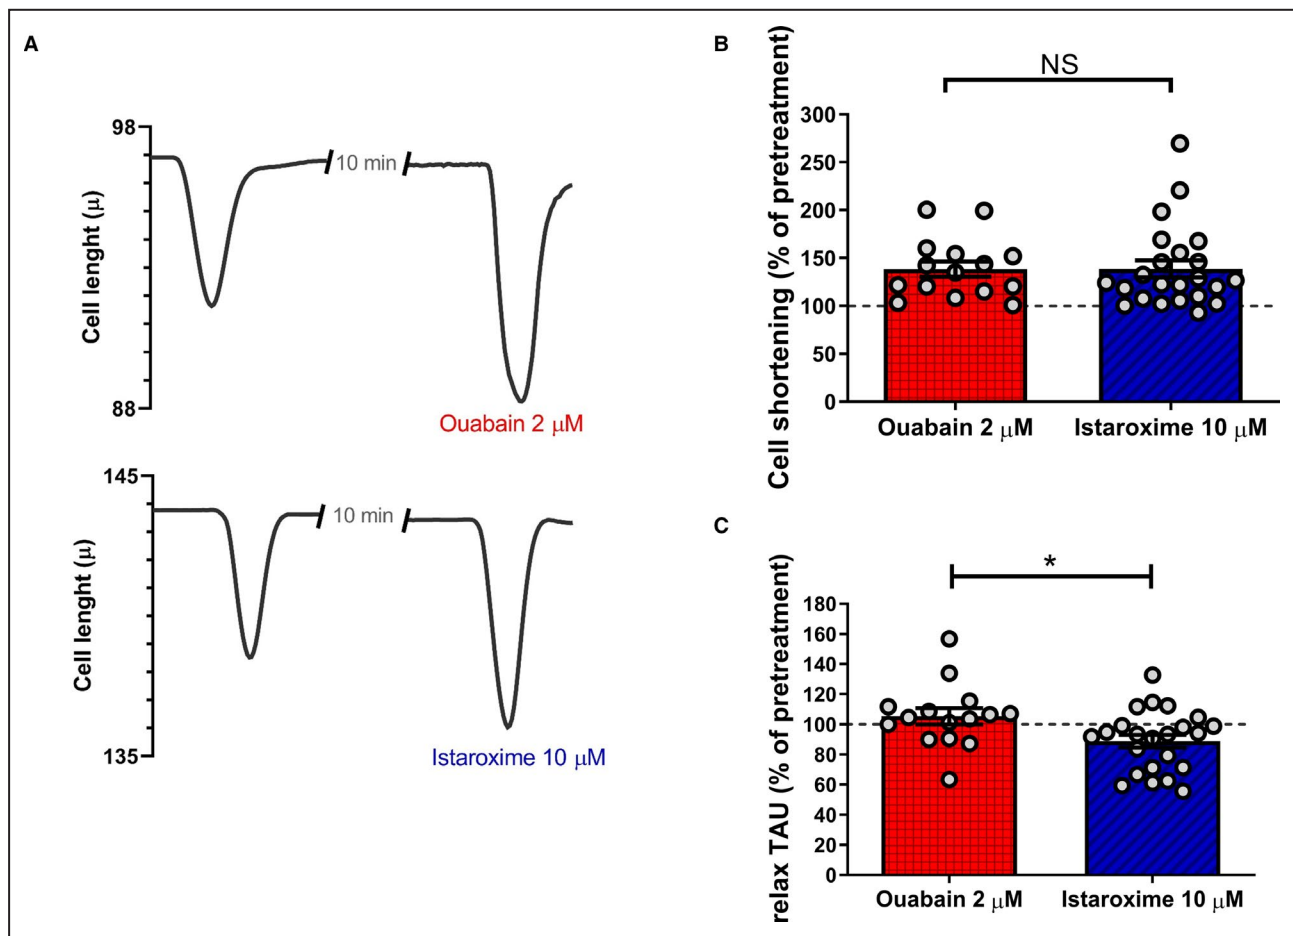 A
98
Cell lenght (μ)
10 min
88
Ouabain 2 μM
145
Cell lenght (μ)
10 min
135
Istaroxime 10 μM
B
NS
Cell shortening (% of pretreatment)
300
250
200
150
100
50
0
Ouabain 2 μM
Istaroxime 10 μM
C
*
relax TAU (% of pretreatment)
180
160
140
120
100
80
60
40
20
0
Ouabain 2 μM
Istaroxime 10 μM